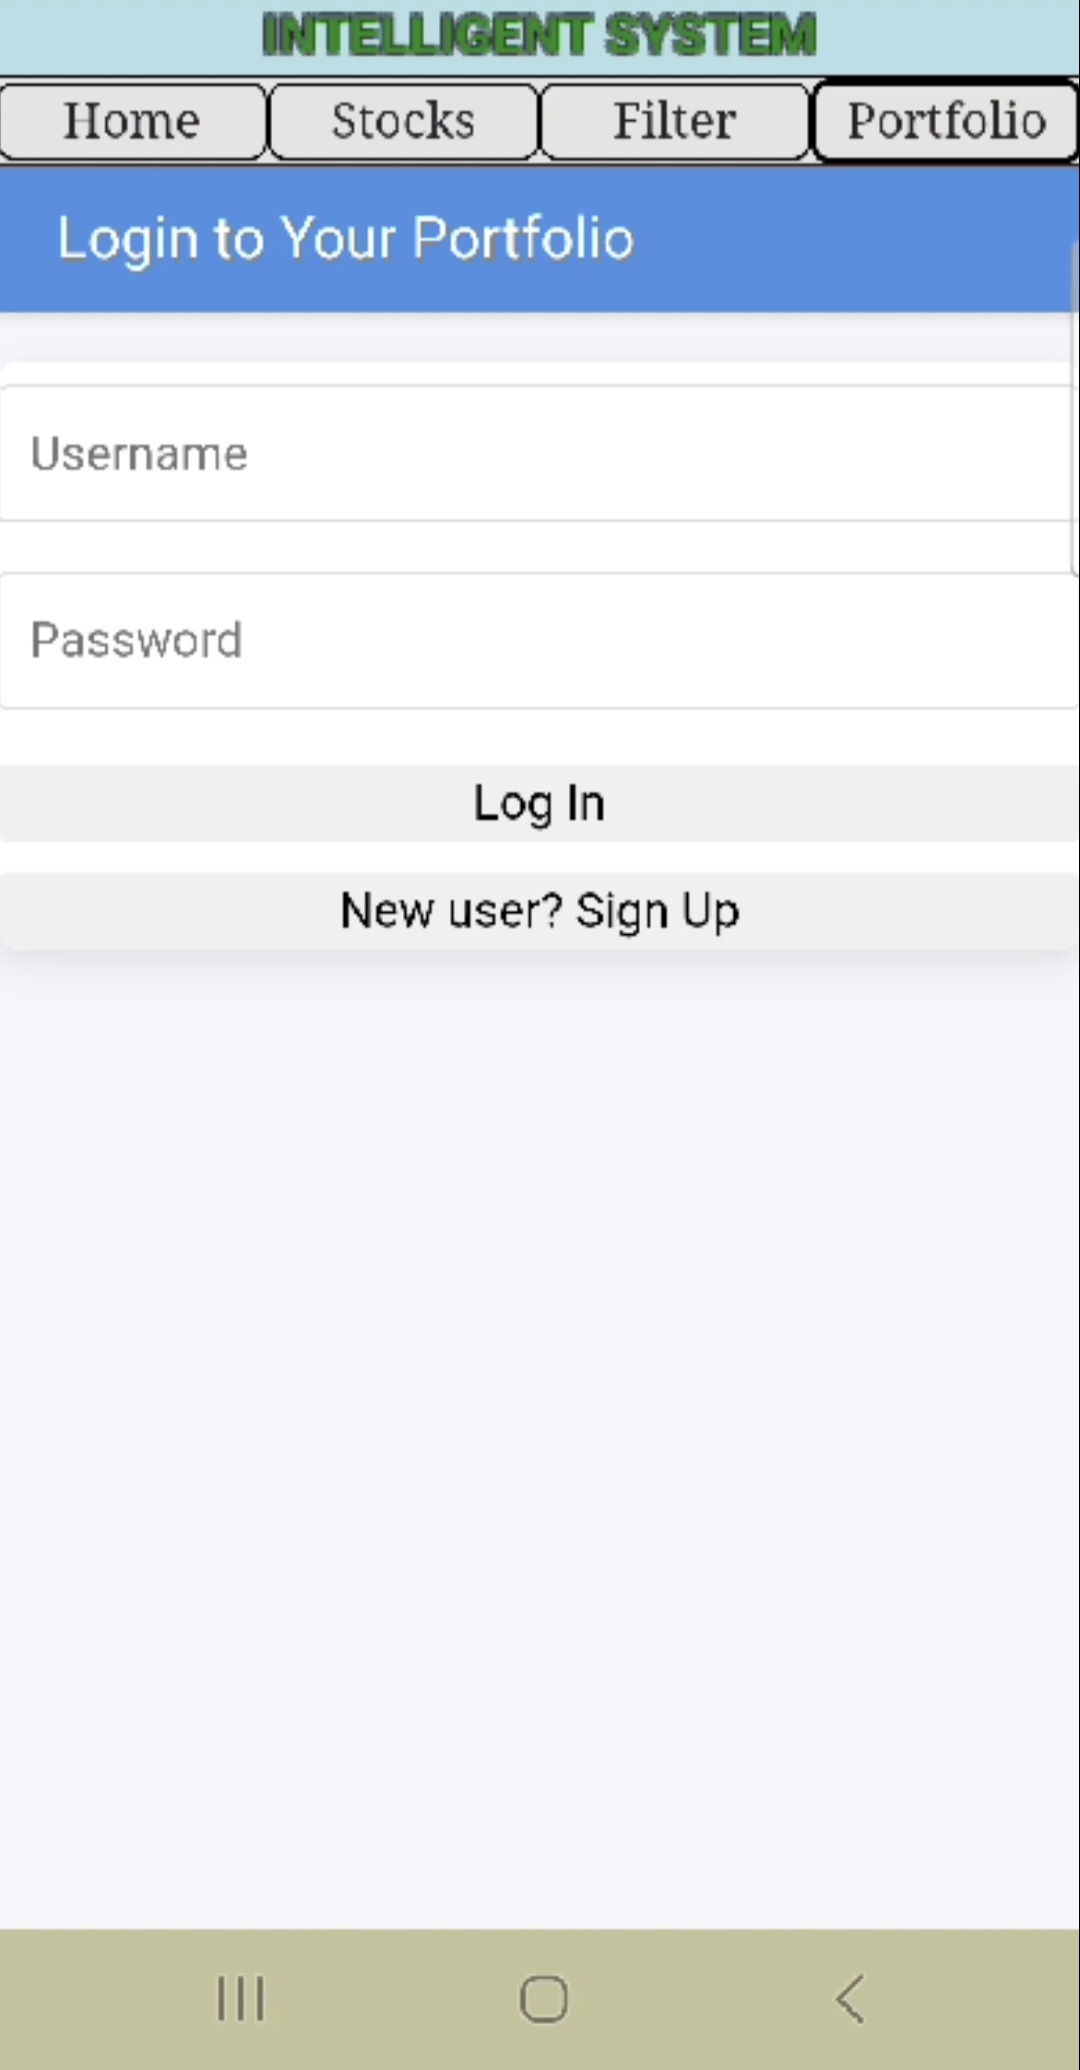 INTELLIGENT SYSTEM
Home Stocks Filter Portfolio
Login to Your Portfolio
Username
Password
Log In
New user? Sign Up